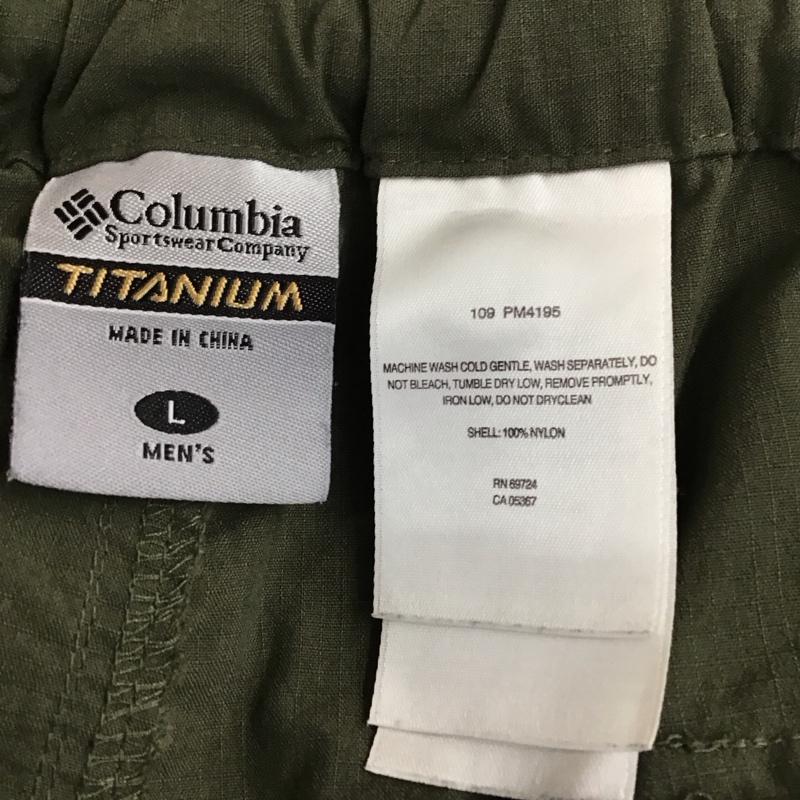 Columbia
Sportswear Company
TITANIUM
MADE IN CHINA
L
MEN'S
109 PM4195
MACHINE WASH COLD GENTLE, WASH SEPARATELY, DO
NOT BLEACH, TUMBLE DRY LOW, REMOVE PROMPTLY,
IRON LOW, DO NOT DRYCLEAN
SHELL: 100% NYLON
RN 69724
CA 05367